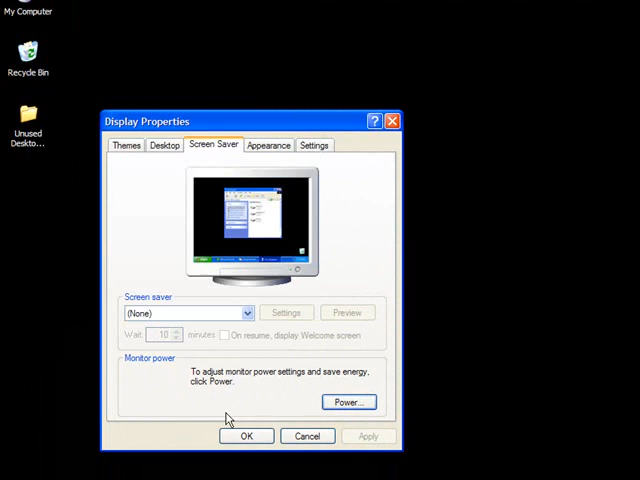 My Computer
Recycle Bin
Unused
Deskto...
Display Properties
Themes
Desktop
Screen Saver
Appearance
Settings
Screen saver
(None)
Settings
Preview
Wait: 10 minutes
On resume, display Welcome screen
Monitor power
To adjust monitor power settings and save energy,
click Power.
Power...
OK
Cancel
Apply